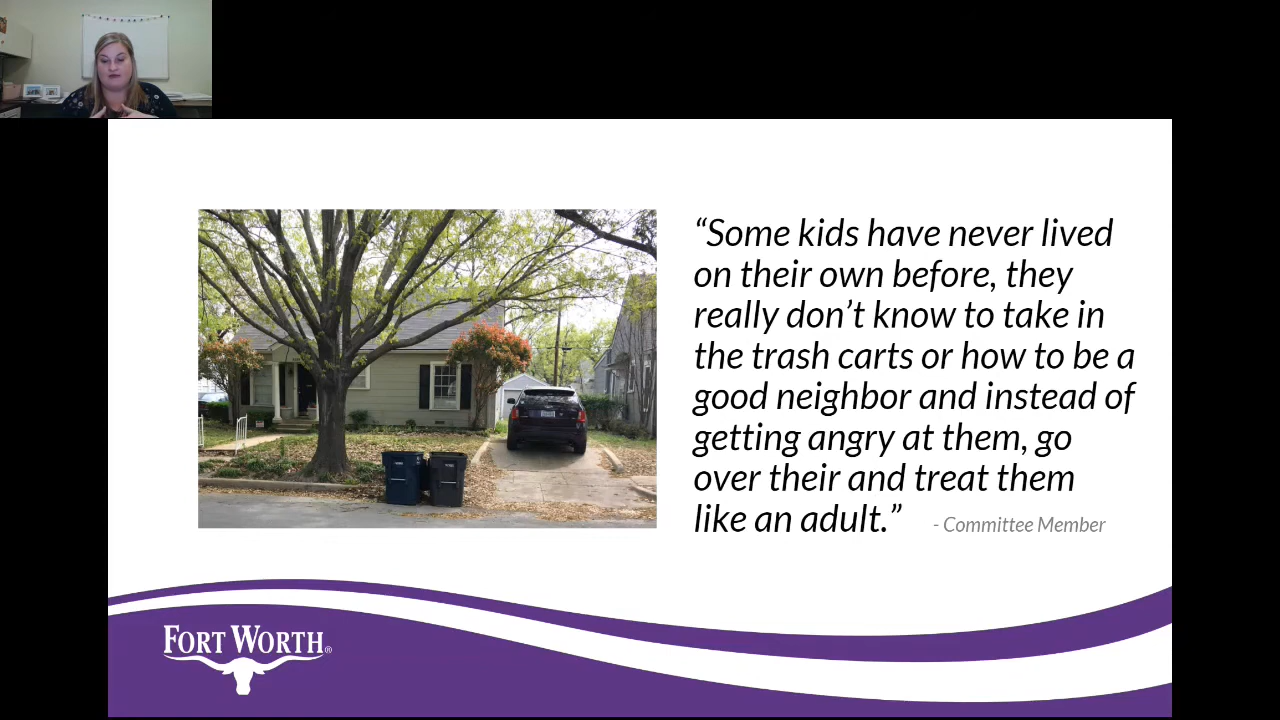 “Some kids have never lived
on their own before, they
really don’t know to take in
the trash carts or how to be a
good neighbor and instead of
getting angry at them, go
over their and treat them
like an adult.” - Committee Member
FORT WORTH®